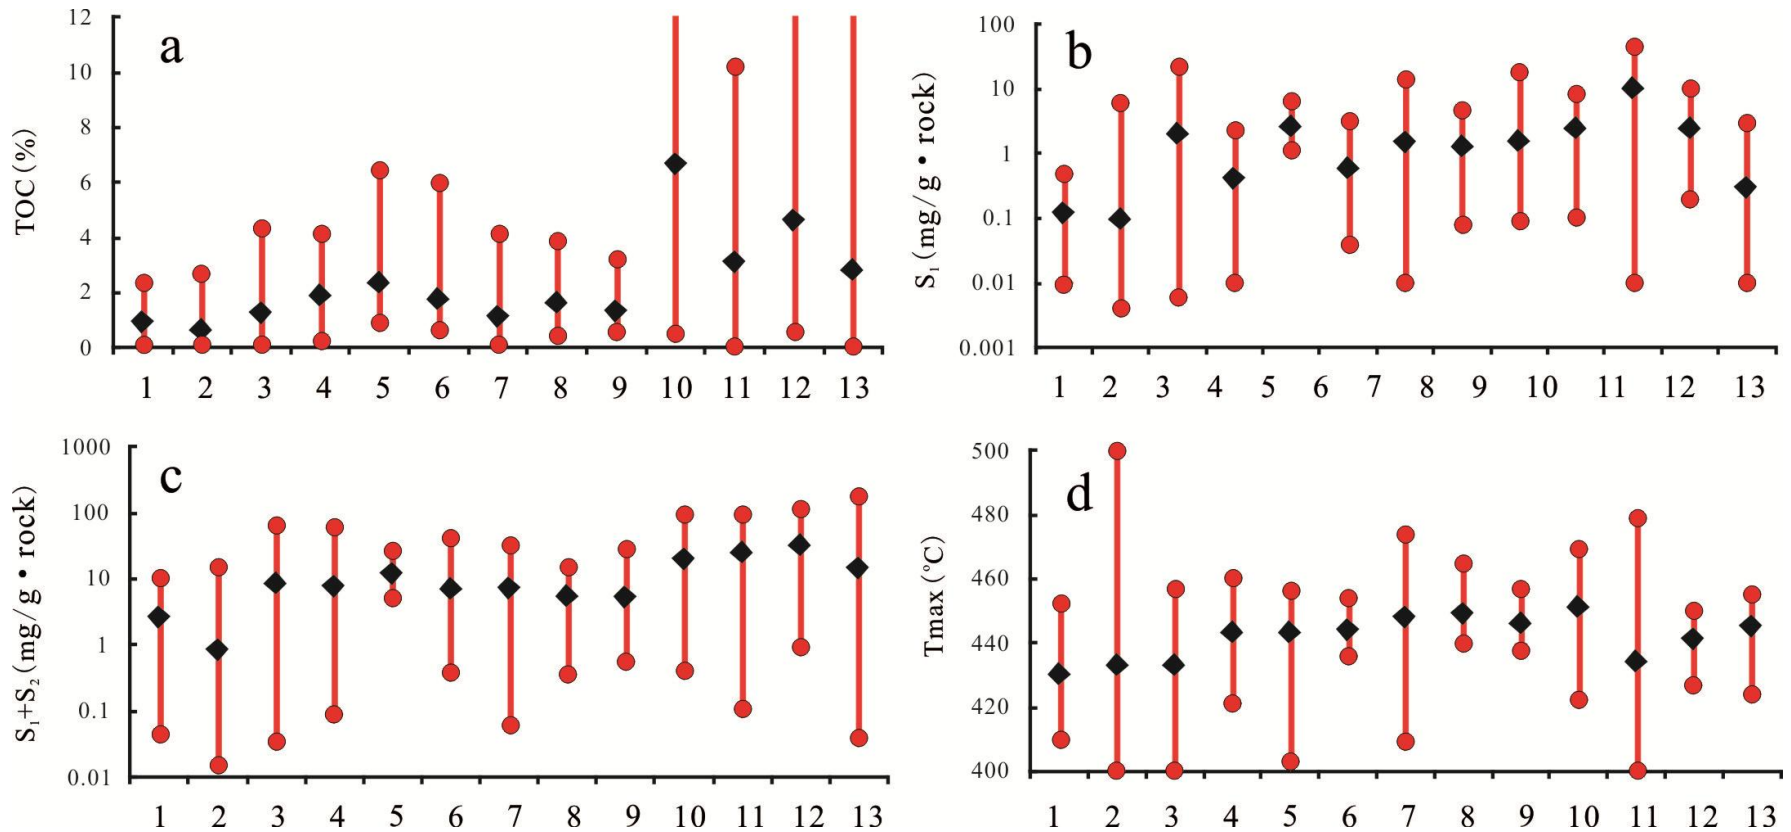 a
TOC(%)
12
10
8
6
4
2
0
1 2 3 4 5 6 7 8 9 10 11 12 13
b
S₁(mg/g·rock)
100
10
1
0.1
0.01
0.001
1 2 3 4 5 6 7 8 9 10 11 12 13
c
S₁+S₂(mg/g·rock)
1000
100
10
1
0.1
0.01
1 2 3 4 5 6 7 8 9 10 11 12 13
d
Tmax(°C)
500
480
460
440
420
400
1 2 3 4 5 6 7 8 9 10 11 12 13